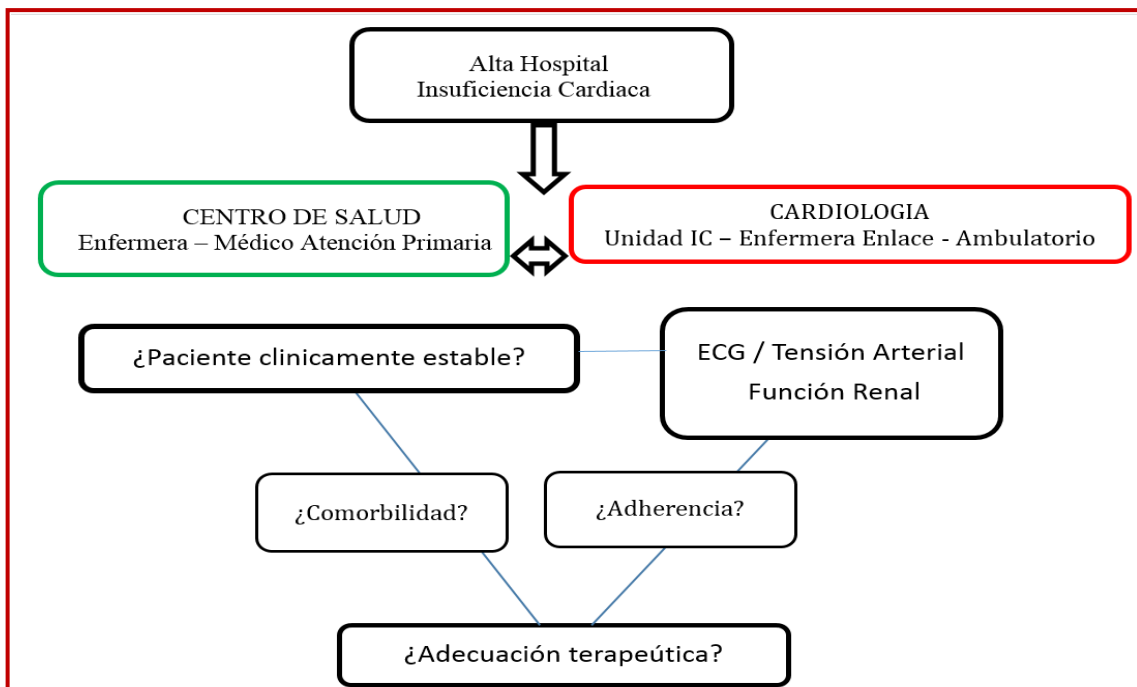 Alta Hospital
Insuficiencia Cardiaca
CENTRO DE SALUD
Enfermera – Médico Atención Primaria
CARDIOLOGIA
Unidad IC – Enfermera Enlace - Ambulatorio
¿Paciente clinicamente estable?
ECG / Tensión Arterial
Función Renal
¿Comorbilidad?
¿Adherencia?
¿Adecuación terapeútica?